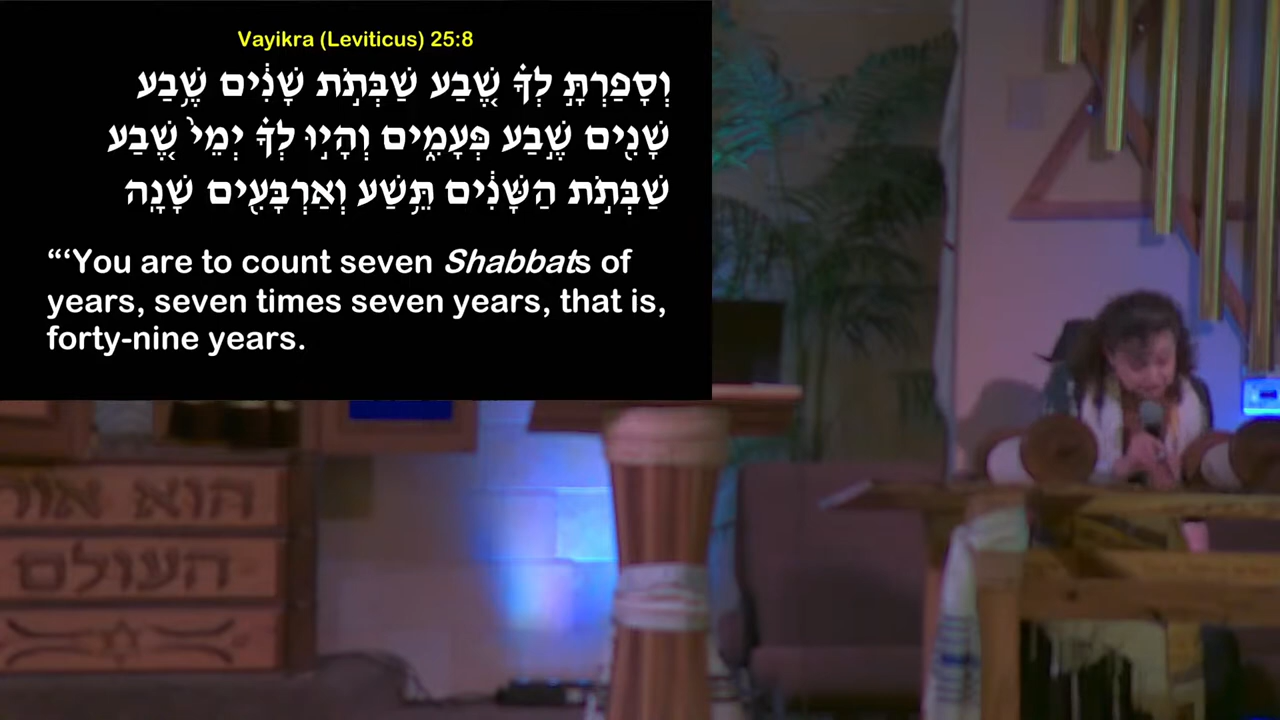 Vayikra (Leviticus) 25:8
וְסָפַרְתָּ֣ לְךָ֗ שֶׁ֚בַע שַׁבְּתֹ֣ת שָׁנִ֔ים שֶׁ֥בַע
שָׁנִ֖ים שֶׁ֣בַע פְּעָמִ֑ים וְהָי֣וּ לְךָ֗ יְמֵי֙ שֶׁ֚בַע
שַׁבְּתֹ֣ת הַשָּׁנִ֔ים תֵּ֥שַׁע וְאַרְבָּעִ֖ים שָׁנָֽה
“‘You are to count seven Shabbats of
years, seven times seven years, that is,
forty-nine years.
הוא אור
העולם